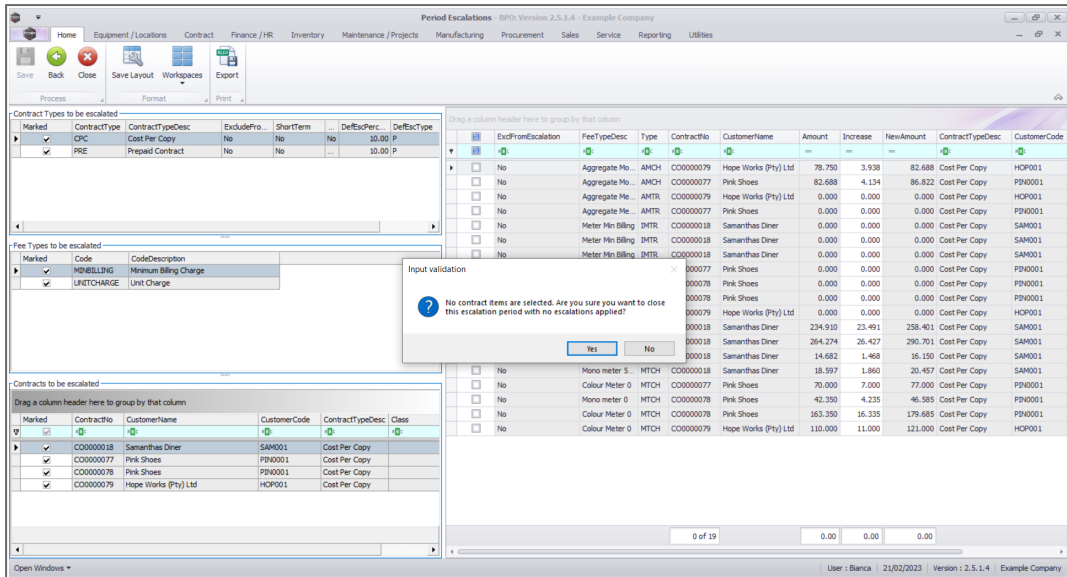 Period Escalations - BPO: Version 2.5.1.4 - Example Company
Home Equipment / Locations Contract Finance / HR Inventory Maintenance / Projects Manufacturing Procurement Sales Service Reporting Utilities
Save Back Close Save Layout Workspaces Export
Process Format Print
Contract Types to be escalated
Marked ContractType ContractTypeDesc ExcludeFro... ShortTerm ... DefEscPerc... DefEscType
CPC Cost Per Copy No No No 10.00 P
PRE Prepaid Contract No No ... 10.00 P
Fee Types to be escalated
Marked Code CodeDescription
MINBILLING Minimum Billing Charge
UNITCHARGE Unit Charge
Contracts to be escalated
Drag a column header here to group by that column
Marked ContractNo CustomerName CustomerCode ContractTypeDesc Class
CO0000018 Samanthas Diner SAM001 Cost Per Copy
CO0000077 Pink Shoes PIN0001 Cost Per Copy
CO0000078 Pink Shoes PIN0001 Cost Per Copy
CO0000079 Hope Works (Pty) Ltd HOP001 Cost Per Copy
Drag a column header here to group by that column
ExclFromEscalation FeeTypeDesc Type ContractNo CustomerName Amount Increase NewAmount ContractTypeDesc CustomerCode
No Aggregate Mo... AMCH CO0000079 Hope Works (Pty) Ltd 78.750 3.938 82.688 Cost Per Copy HOP001
No Aggregate Mo... AMCH CO0000077 Pink Shoes 82.688 4.134 86.822 Cost Per Copy PIN0001
No Aggregate Me... AMTR CO0000079 Hope Works (Pty) Ltd 0.000 0.000 0.000 Cost Per Copy HOP001
No Aggregate Me... AMTR CO0000077 Pink Shoes 0.000 0.000 0.000 Cost Per Copy PIN0001
No Meter Min Billing IMTR CO0000018 Samanthas Diner 0.000 0.000 0.000 Cost Per Copy SAM001
No Meter Min Billing IMTR CO0000018 Samanthas Diner 0.000 0.000 0.000 Cost Per Copy SAM001
No Meter Min Billing IMTR CO0000018 Samanthas Diner 0.000 0.000 0.000 Cost Per Copy SAM001
000077 Pink Shoes 0.000 0.000 0.000 Cost Per Copy PIN0001
000078 Pink Shoes 0.000 0.000 0.000 Cost Per Copy PIN0001
000078 Pink Shoes 0.000 0.000 0.000 Cost Per Copy PIN0001
000079 Hope Works (Pty) Ltd 0.000 0.000 0.000 Cost Per Copy HOP001
000018 Samanthas Diner 234.910 23.491 258.401 Cost Per Copy SAM001
000018 Samanthas Diner 264.274 26.427 290.701 Cost Per Copy SAM001
000018 Samanthas Diner 14.682 1.468 16.150 Cost Per Copy SAM001
No Mono meter 5... MTCH CO0000018 Samanthas Diner 18.597 1.860 20.457 Cost Per Copy SAM001
No Colour Meter 0 MTCH CO0000077 Pink Shoes 70.000 7.000 77.000 Cost Per Copy PIN0001
No Mono meter 0 MTCH CO0000078 Pink Shoes 42.350 4.235 46.585 Cost Per Copy PIN0001
No Colour Meter 0 MTCH CO0000078 Pink Shoes 163.350 16.335 179.685 Cost Per Copy PIN0001
No Colour Meter 0 MTCH CO0000079 Hope Works (Pty) Ltd 110.000 11.000 121.000 Cost Per Copy HOP001
0 of 19 0.00 0.00 0.00
Input validation
No contract items are selected. Are you sure you want to close
this escalation period with no escalations applied?
Yes No
Open Windows User : Bianca 21/02/2023 Version : 2.5.1.4 Example Company